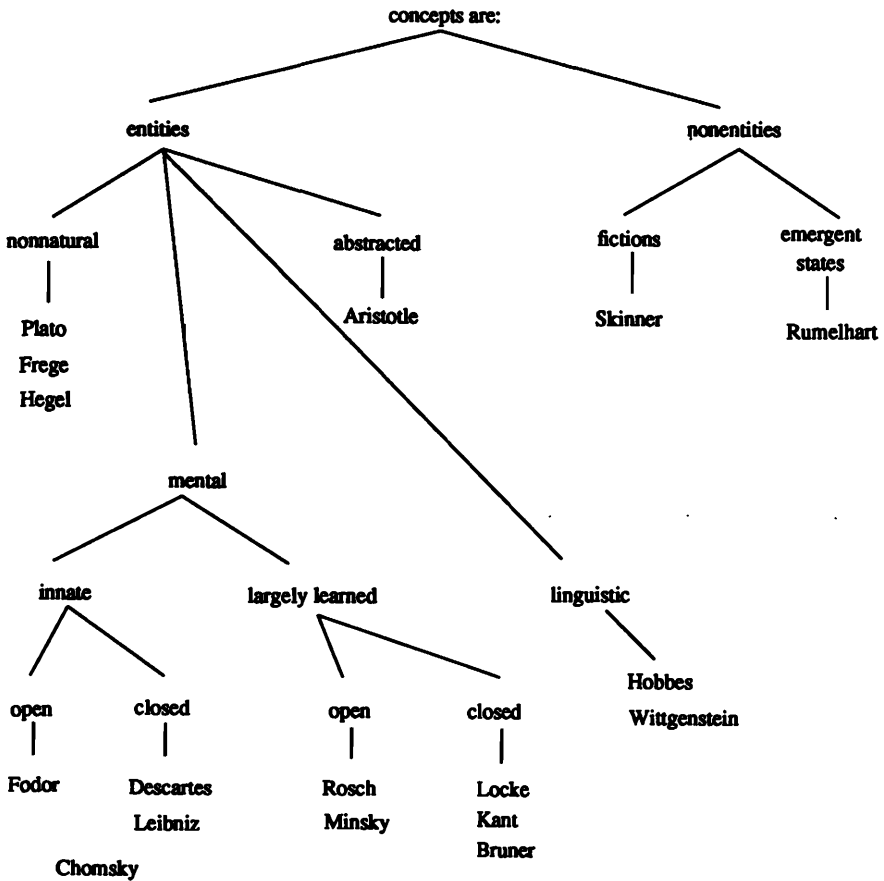 concepts are:
entities
nonentities
nonnatural
abstracted
fictions
emergent
states
Plato
Frege
Hegel
Aristotle
Skinner
Rumelhart
mental
innate
largely learned
linguistic
open
closed
open
closed
Hobbes
Wittgenstein
Fodor
Descartes
Leibniz
Rosch
Minsky
Locke
Kant
Bruner
Chomsky